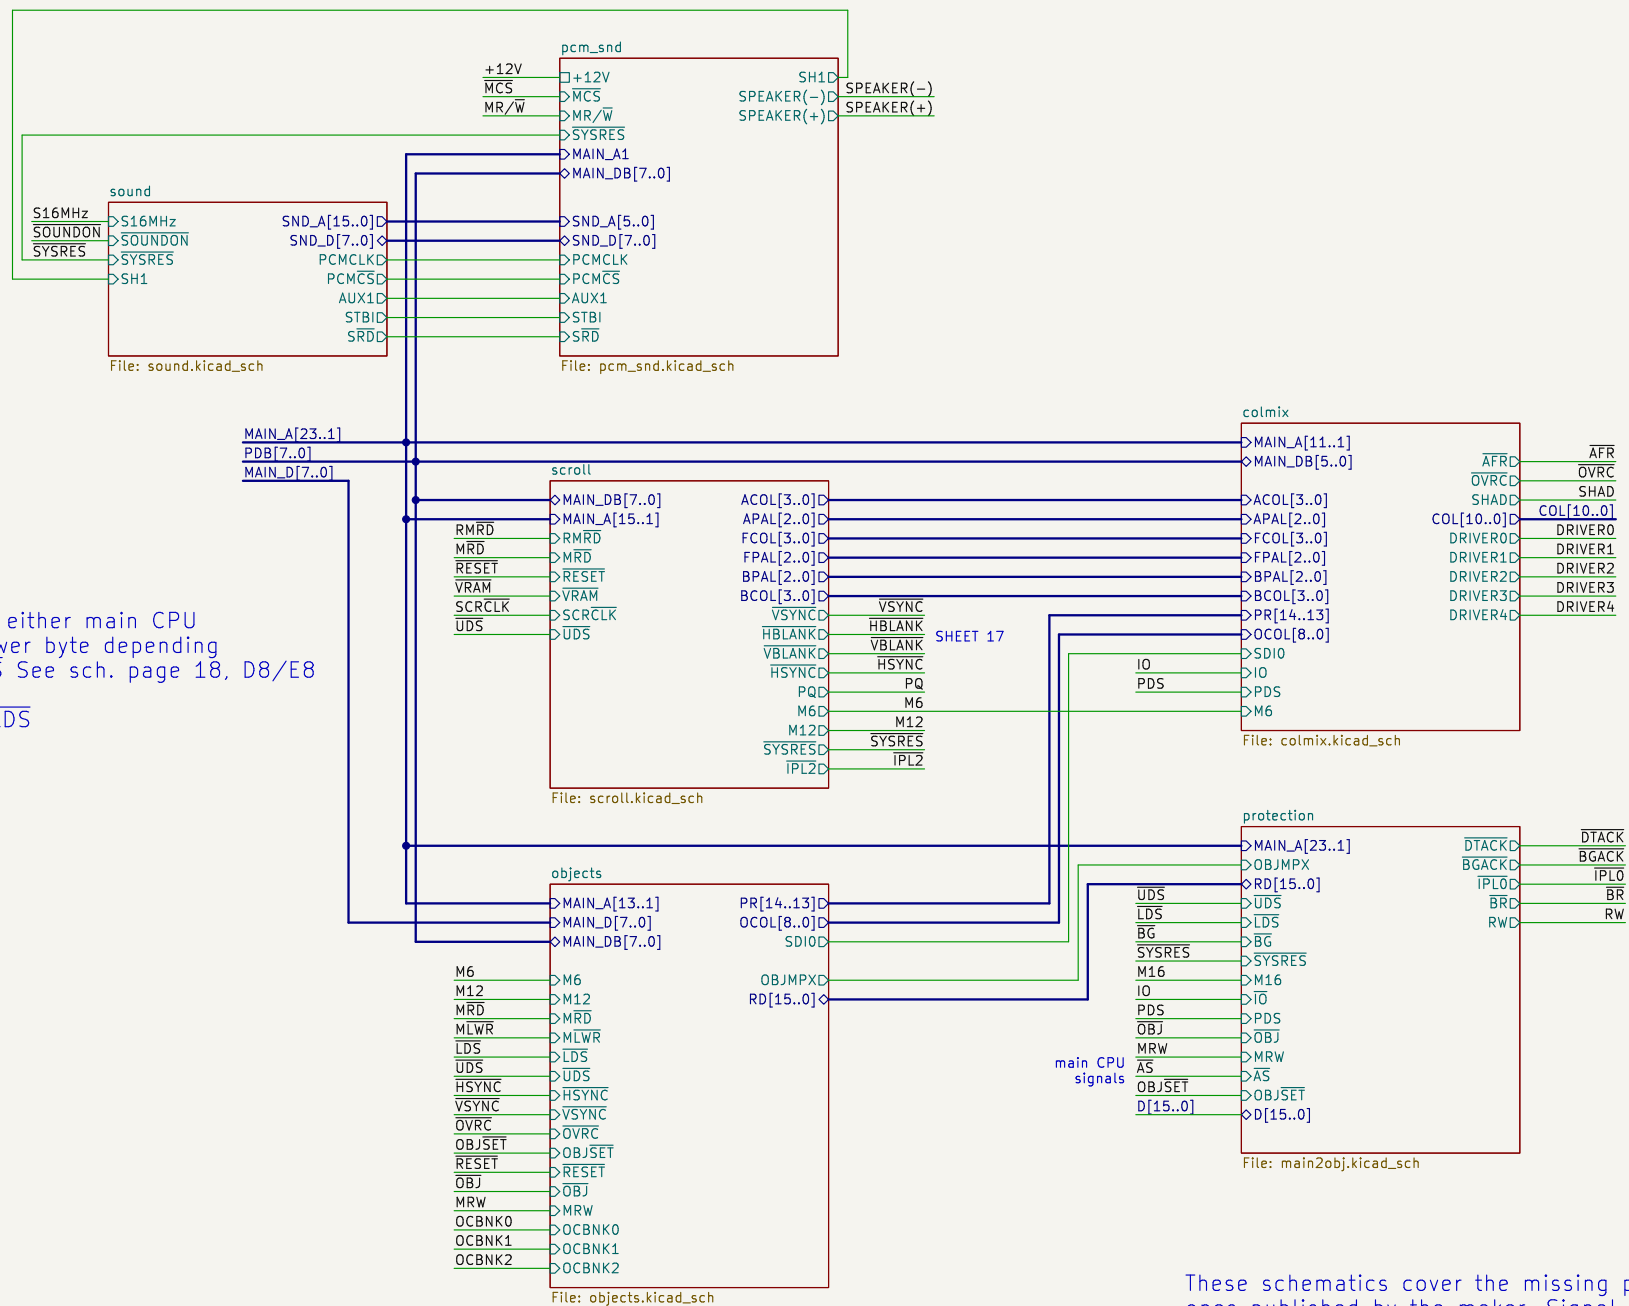 pcm_snd
+12V
MCS
MR/W
+12V
MCS
MR/W
SYSRES
MAIN_A1
MAIN_DB[7..0]
SND_A[5..0]
SND_D[7..0]
PCMCLK
PCMCS
AUX1
STBI
SRD
SH1
SPEAKER(-)
SPEAKER(+)
SPEAKER(-)
SPEAKER(+)
File: pcm_snd.kicad_sch
sound
S16MHz
SOUNDON
SYSRES
S16MHz
SOUNDON
SYSRES
SH1
SND_A[15..0]
SND_D[7..0]
PCMCLK
PCMCS
AUX1
STBI
SRD
File: sound.kicad_sch
MAIN_A[23..1]
PDB[7..0]
MAIN_D[7..0]
scroll
RMRD
MRD
RESET
VRAM
SCRCLK
UDS
MAIN_DB[7..0]
MAIN_A[15..1]
RMRD
MRD
RESET
VRAM
SCRCLK
UDS
ACOL[3..0]
APAL[2..0]
FCOL[3..0]
FPAL[2..0]
BPAL[2..0]
BCOL[3..0]
VSYNC
HBLANK
VBLANK
HSYNC
PQ
M6
M12
SYSRES
IPL2
VSYNC
HBLANK
VBLANK
HSYNC
PQ
M6
M12
SYSRES
IPL2
SHEET 17
File: scroll.kicad_sch
colmix
IO
PDS
MAIN_A[11..1]
MAIN_DB[5..0]
ACOL[3..0]
APAL[2..0]
FCOL[3..0]
FPAL[2..0]
BPAL[2..0]
BCOL[3..0]
PR[14..13]
OCOL[8..0]
SDI0
IO
PDS
M6
AFR
OVRC
SHAD
COL[10..0]
DRIVER0
DRIVER1
DRIVER2
DRIVER3
DRIVER4
AFR
OVRC
SHAD
COL[10..0]
DRIVER0
DRIVER1
DRIVER2
DRIVER3
DRIVER4
File: colmix.kicad_sch
either main CPU
wer byte depending
See sch. page 18, D8/E8
DS
objects
M6
M12
MRD
MLWR
LDS
UDS
HSYNC
VSYNC
OVRC
OBJSET
RESET
OBJ
MRW
OCBNK0
OCBNK1
OCBNK2
MAIN_A[13..1]
MAIN_D[7..0]
MAIN_DB[7..0]
M6
M12
MRD
MLWR
LDS
UDS
HSYNC
VSYNC
OVRC
OBJSET
RESET
OBJ
MRW
OCBNK0
OCBNK1
OCBNK2
PR[14..13]
OCOL[8..0]
SDI0
OBJMPX
RD[15..0]
File: objects.kicad_sch
protection
UDS
LDS
BG
SYSRES
M16
IO
PDS
OBJ
MRW
AS
OBJSET
D[15..0]
main CPU
signals
MAIN_A[23..1]
OBJMPX
RD[15..0]
UDS
LDS
BG
SYSRES
M16
IO
PDS
OBJ
MRW
AS
OBJSET
D[15..0]
DTACK
BGACK
IPL0
BR
RW
DTACK
BGACK
IPL0
BR
RW
File: main2obj.kicad_sch
These schematics cover the missing p